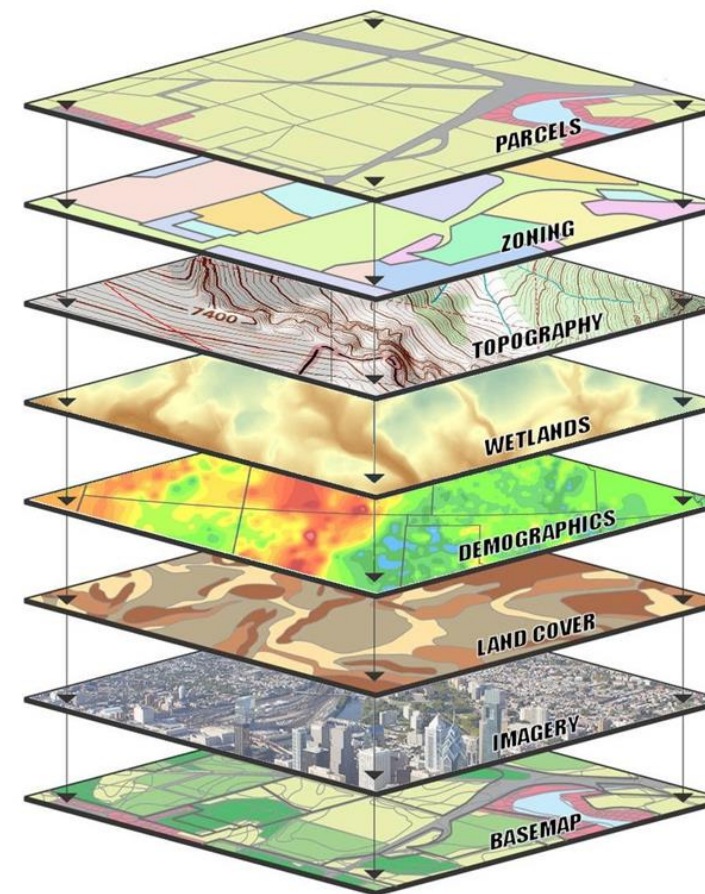 PARCELS
ZONING
7400
TOPOGRAPHY
WETLANDS
DEMOGRAPHICS
LAND COVER
IMAGERY
BASEMAP